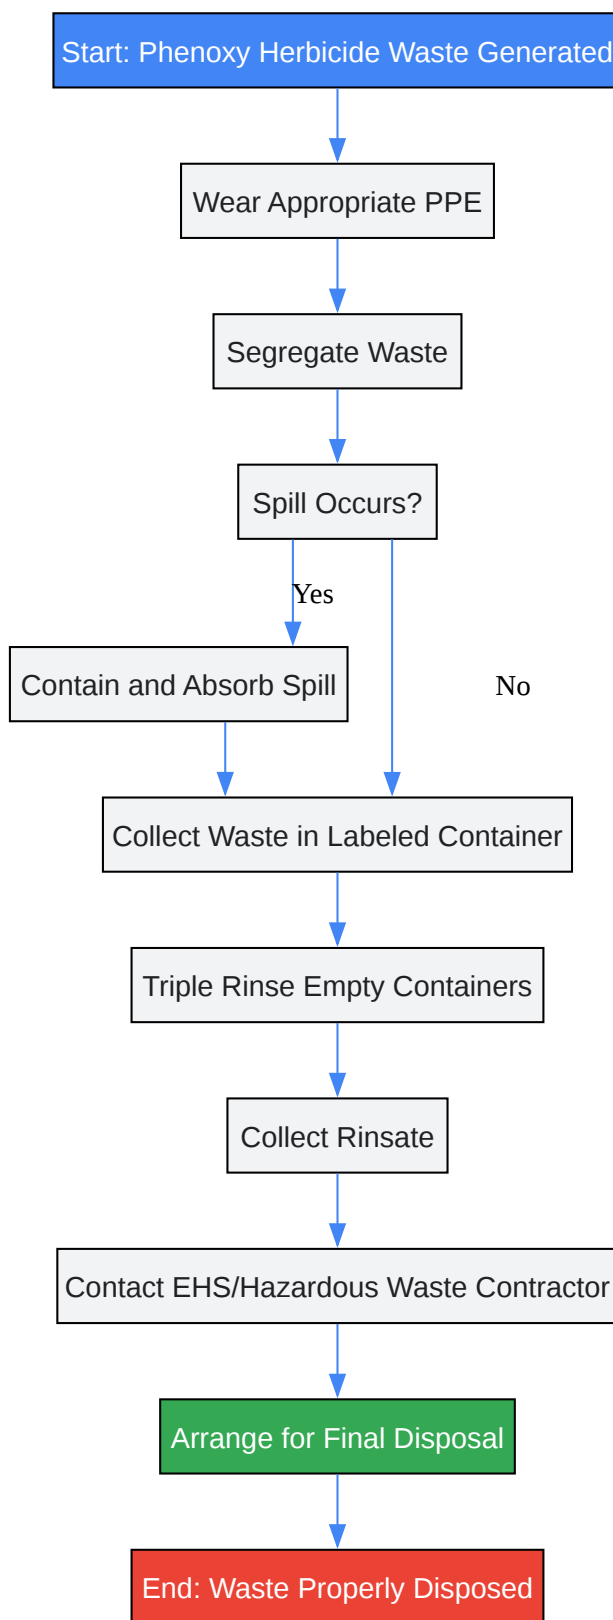 Start: Phenoxy Herbicide Waste Generated
Wear Appropriate PPE
Segregate Waste
Spill Occurs?
Yes
Contain and Absorb Spill
No
Collect Waste in Labeled Container
Triple Rinse Empty Containers
Collect Rinsate
Contact EHS/Hazardous Waste Contractor
Arrange for Final Disposal
End: Waste Properly Disposed